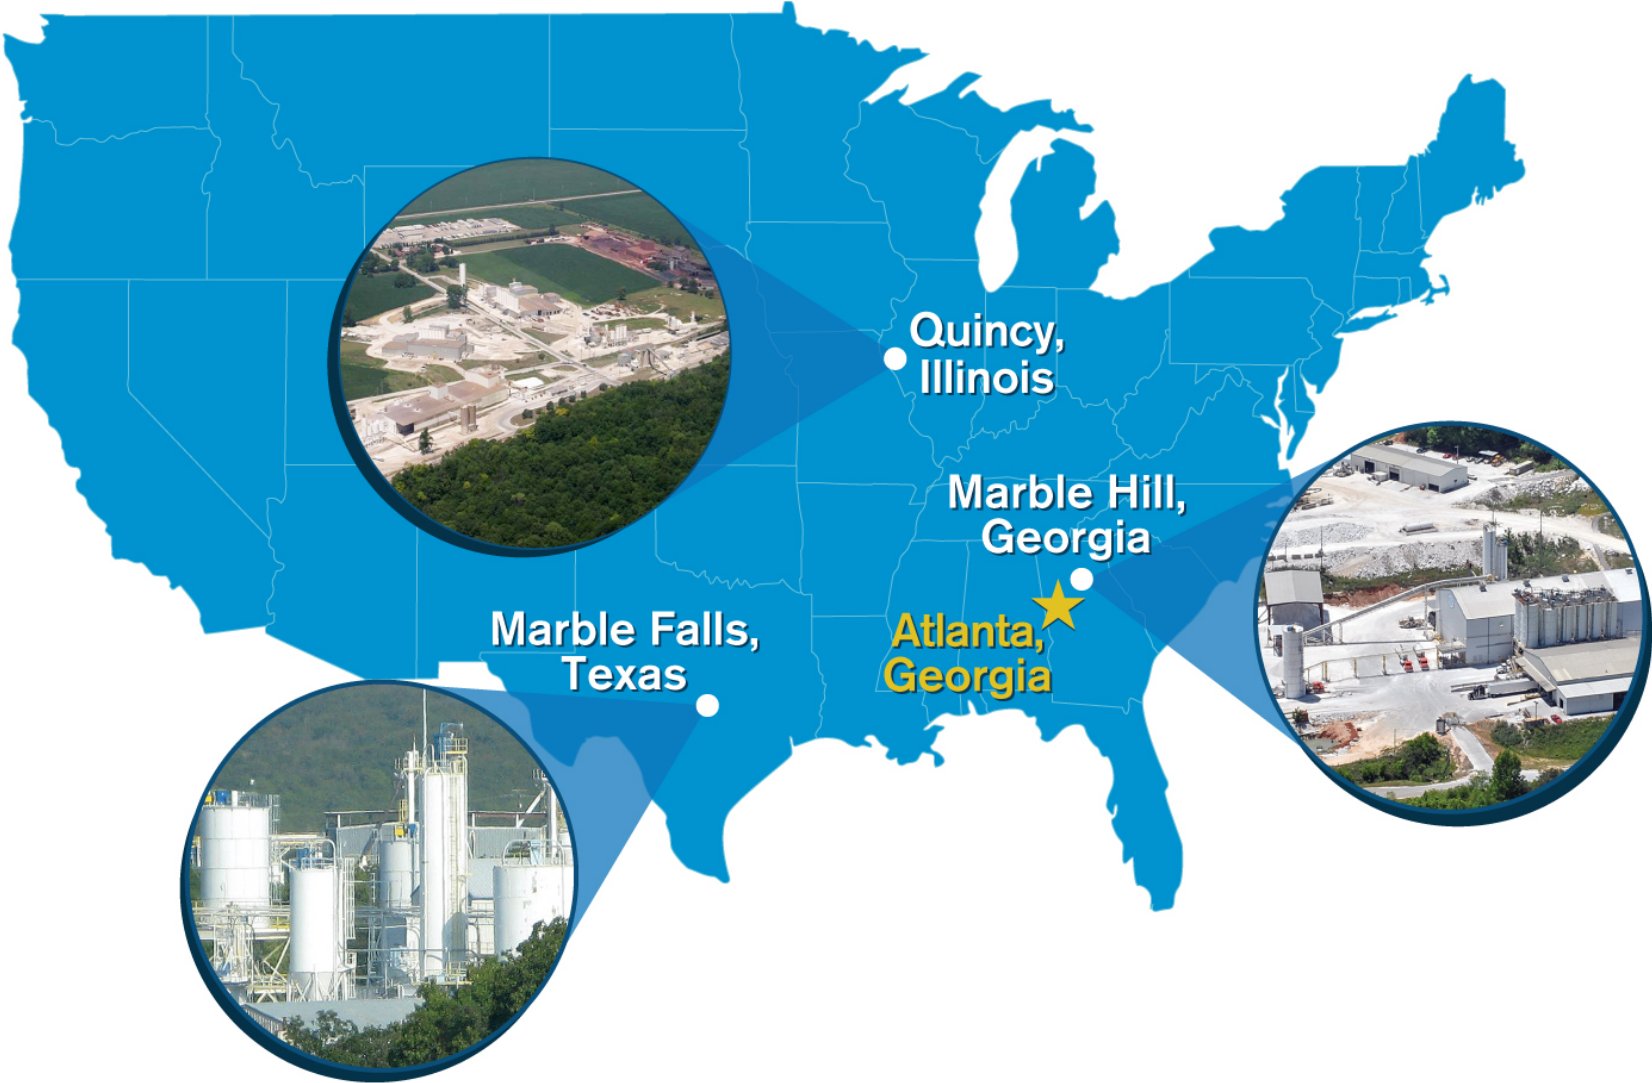 Quincy,
Illinois
Marble Hill,
Georgia
Atlanta,
Georgia
Marble Falls,
Texas